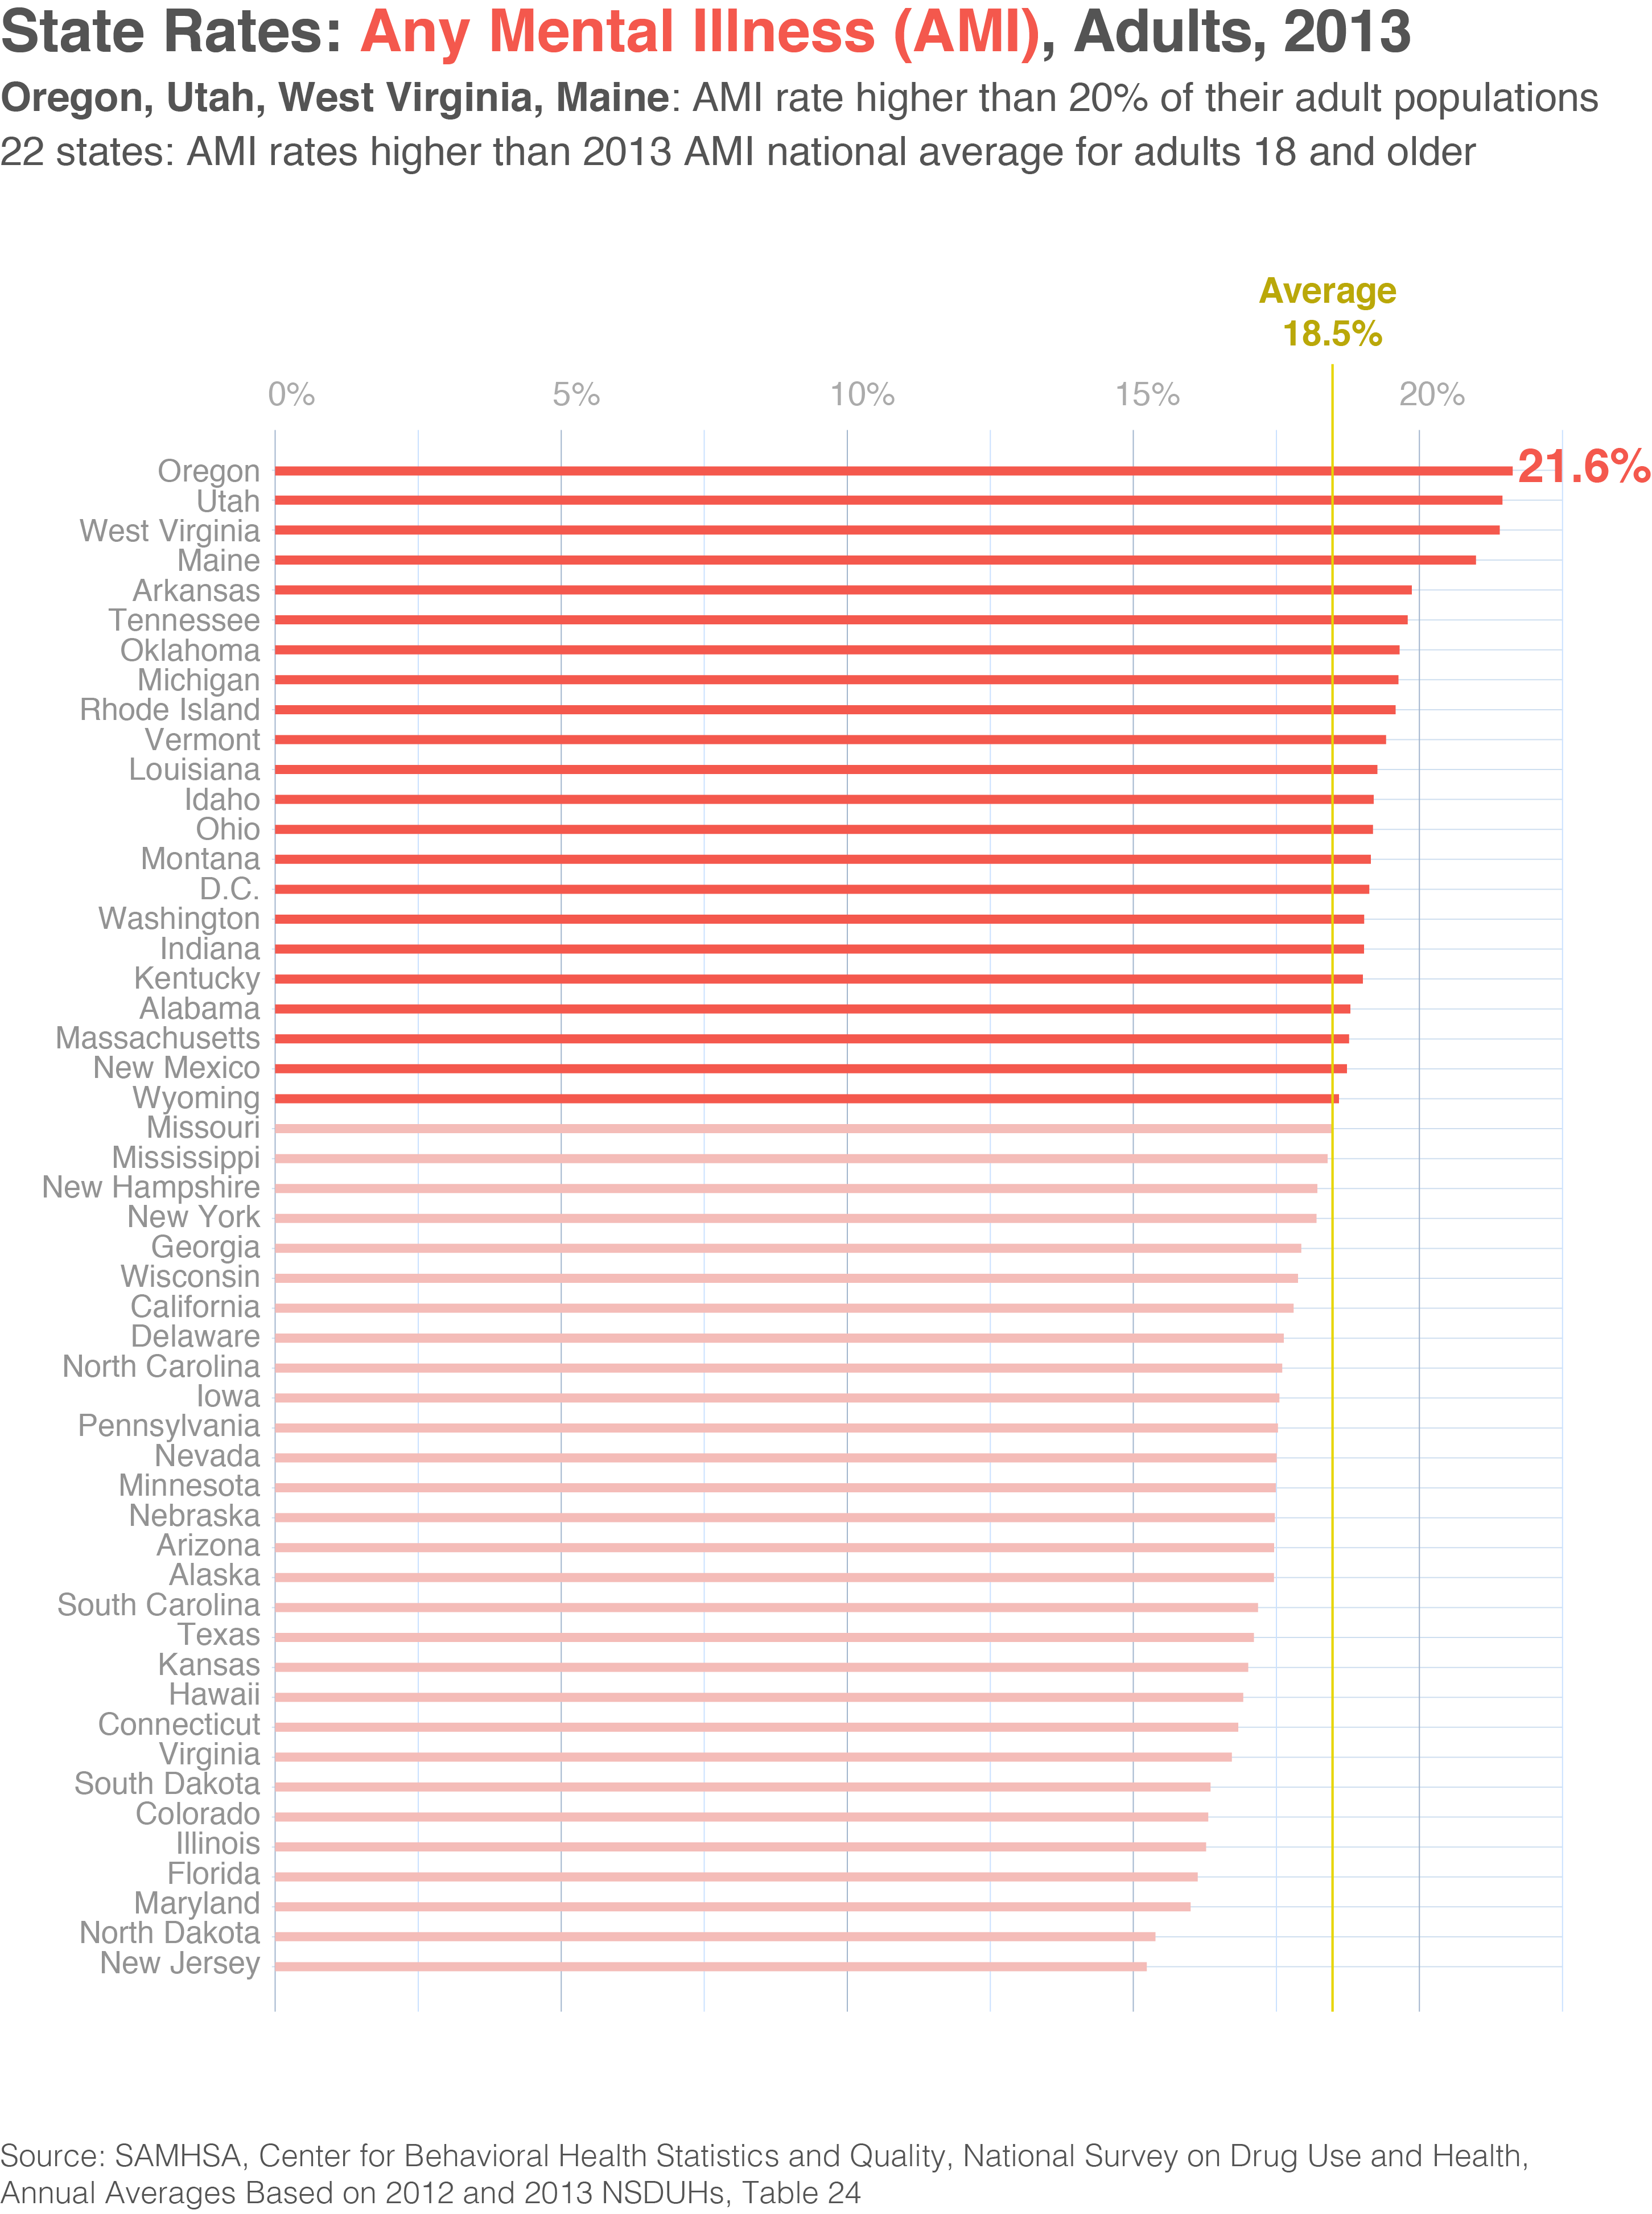 State Rates: Any Mental Illness (AMI), Adults, 2013
Oregon, Utah, West Virginia, Maine: AMI rate higher than 20% of their adult populations
22 states: AMI rates higher than 2013 AMI national average for adults 18 and older
Average
18.5%
0% 5% 10% 15% 20%
Oregon 21.6%
Utah
West Virginia
Maine
Arkansas
Tennessee
Oklahoma
Michigan
Rhode Island
Vermont
Louisiana
Idaho
Ohio
Montana
D.C.
Washington
Indiana
Kentucky
Alabama
Massachusetts
New Mexico
Wyoming
Missouri
Mississippi
New Hampshire
New York
Georgia
Wisconsin
California
Delaware
North Carolina
Iowa
Pennsylvania
Nevada
Minnesota
Nebraska
Arizona
Alaska
South Carolina
Texas
Kansas
Hawaii
Connecticut
Virginia
South Dakota
Colorado
Illinois
Florida
Maryland
North Dakota
New Jersey
Source: SAMHSA, Center for Behavioral Health Statistics and Quality, National Survey on Drug Use and Health,
Annual Averages Based on 2012 and 2013 NSDUHs, Table 24